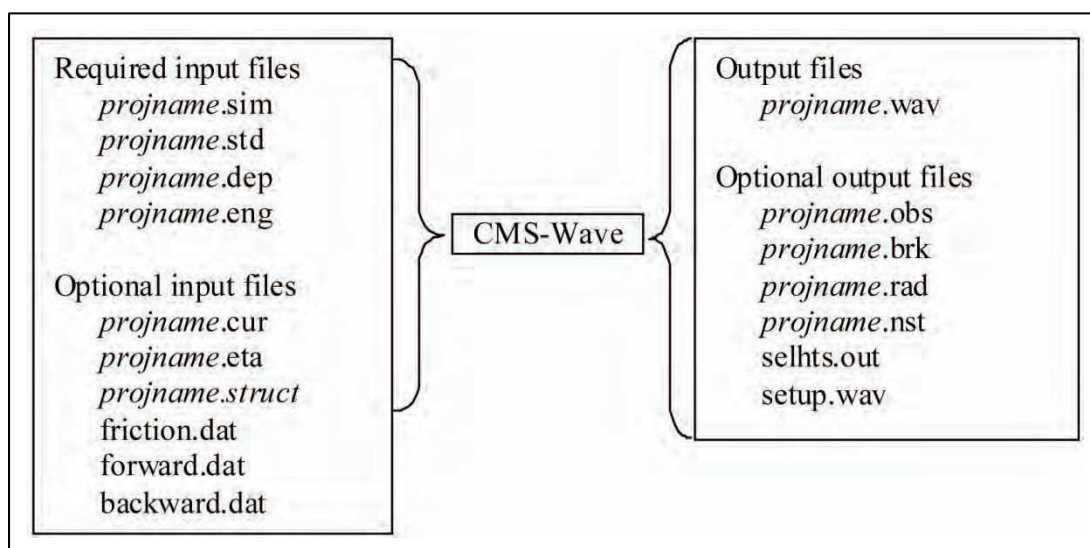 Required input files
projname.sim
projname.std
projname.dep
projname.eng
Optional input files
projname.cur
projname.eta
projname.struct
friction.dat
forward.dat
backward.dat
CMS-Wave
Output files
projname.wav
Optional output files
projname.obs
projname.brk
projname.rad
projname.nst
selhts.out
setup.wav